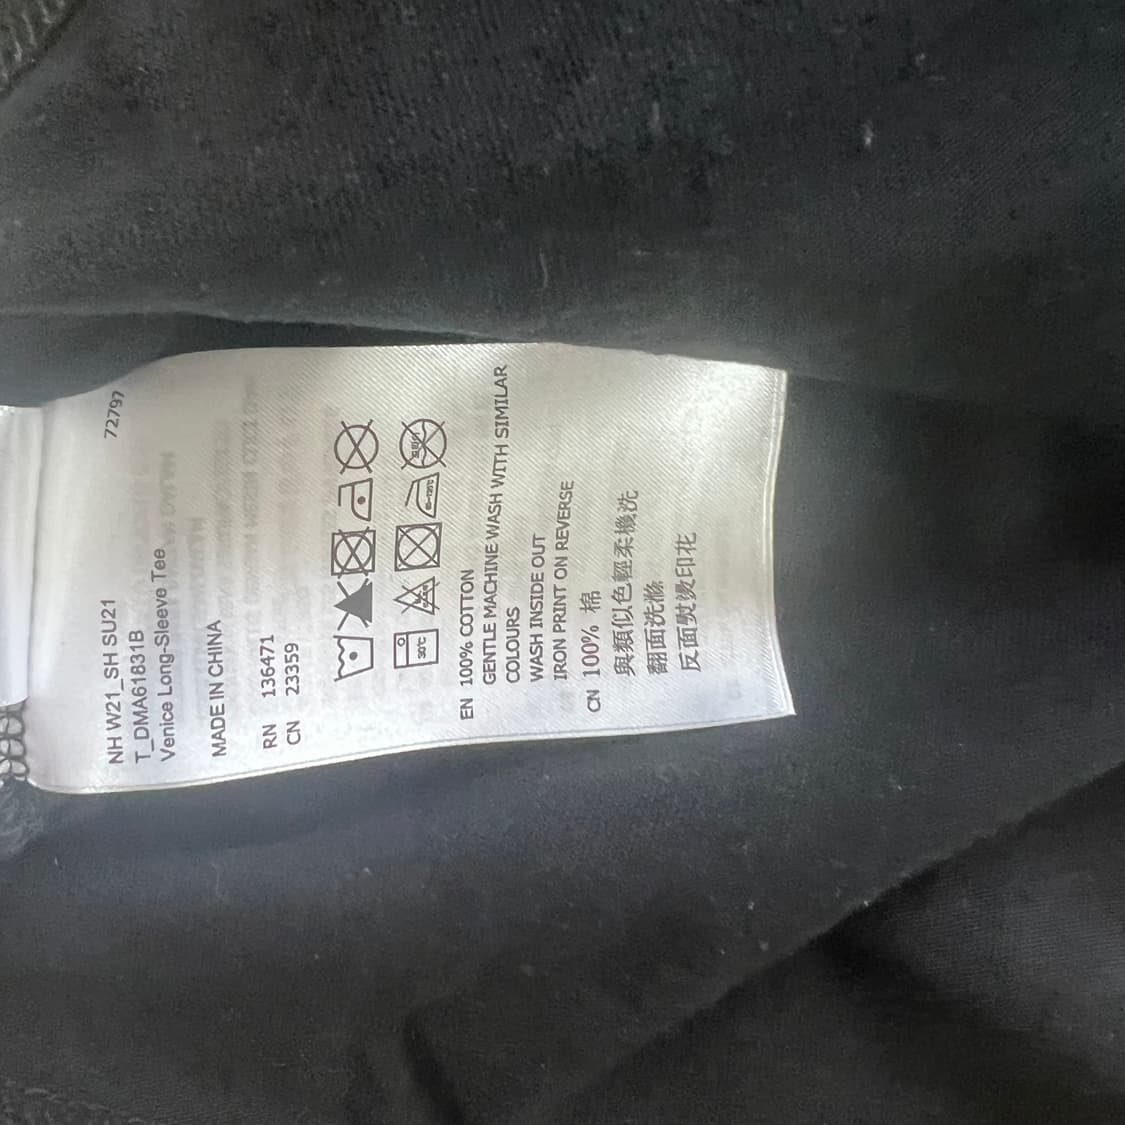 72797
NH W21_SH SU21
T_DMA61831B
Venice Long-Sleeve Tee
MADE IN CHINA
RN 136471
CN 23359
30℃
EN 100% COTTON
GENTLE MACHINE WASH WITH SIMILAR
COLOURS
WASH INSIDE OUT
IRON PRINT ON REVERSE
CN 100% 棉
與類似色輕柔機洗
翻面洗滌
反面熨燙印花